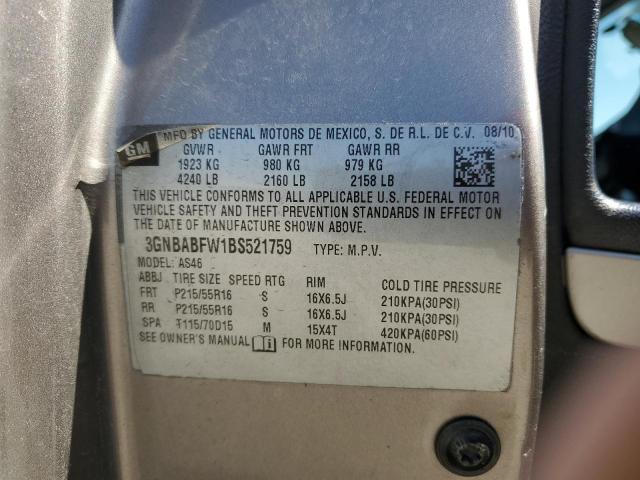 GM
MFD BY GENERAL MOTORS DE MEXICO, S. DE R.L. DE C.V. 08/10
GVWR GAWR FRT GAWR RR
1923 KG 980 KG 979 KG
4240 LB 2160 LB 2158 LB
THIS VEHICLE CONFORMS TO ALL APPLICABLE U.S. FEDERAL MOTOR
VEHICLE SAFETY AND THEFT PREVENTION STANDARDS IN EFFECT ON
THE DATE OF MANUFACTURE SHOWN ABOVE.
3GNBABFW1BS521759 TYPE: M.P.V.
MODEL: AS46
ABBJ TIRE SIZE SPEED RTG RIM COLD TIRE PRESSURE
FRT P215/55R16 S 16X6.5J 210KPA(30PSI)
RR P215/55R16 S 16X6.5J 210KPA(30PSI)
SPA T115/70D15 M 15X4T 420KPA(60PSI)
SEE OWNER'S MANUAL FOR MORE INFORMATION.